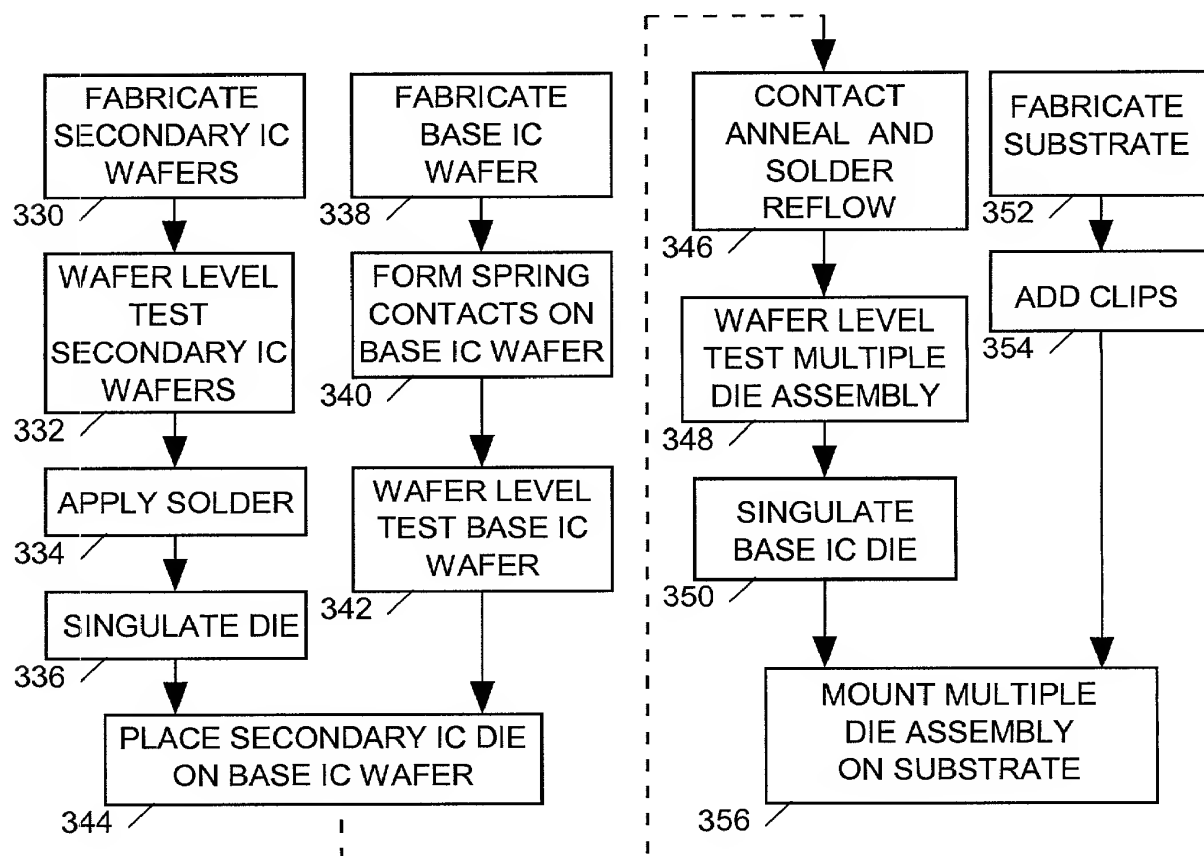 FABRICATE
SECONDARY IC
WAFERS
330
WAFER LEVEL
TEST
SECONDARY IC
WAFERS
332
APPLY SOLDER
334
SINGULATE DIE
336
FABRICATE
BASE IC
WAFER
338
FORM SPRING
CONTACTS ON
BASE IC WAFER
340
WAFER LEVEL
TEST BASE IC
WAFER
342
PLACE SECONDARY IC DIE
ON BASE IC WAFER
344
CONTACT
ANNEAL AND
SOLDER
REFLOW
346
WAFER LEVEL
TEST MULTIPLE
DIE ASSEMBLY
348
SINGULATE
BASE IC DIE
350
FABRICATE
SUBSTRATE
352
ADD CLIPS
354
MOUNT MULTIPLE
DIE ASSEMBLY
ON SUBSTRATE
356